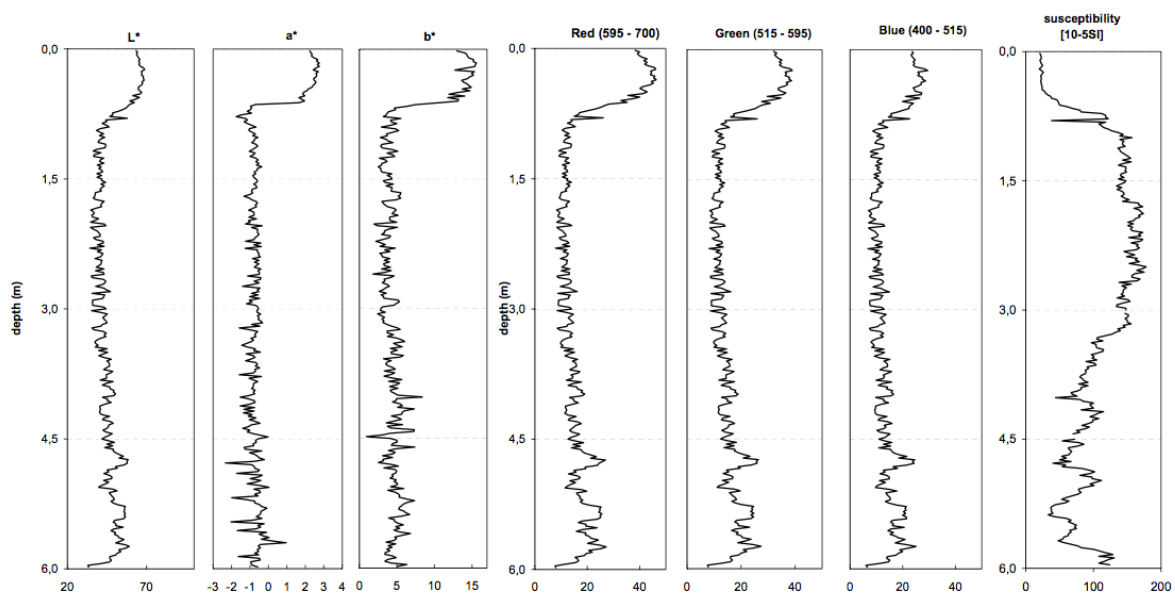 L*
a*
b*
Red (595 - 700)
Green (515 - 595)
Blue (400 - 515)
susceptibility
[10-5SI]
0,0
1,5
3,0
4,5
6,0
depth (m)
20 70
-3 -2 -1 0 1 2 3 4
0 5 10 15
0,0
1,5
3,0
4,5
6,0
depth (m)
0 20 40
0 20 40
0 20 40
0,0
1,5
3,0
4,5
6,0
0 100 200